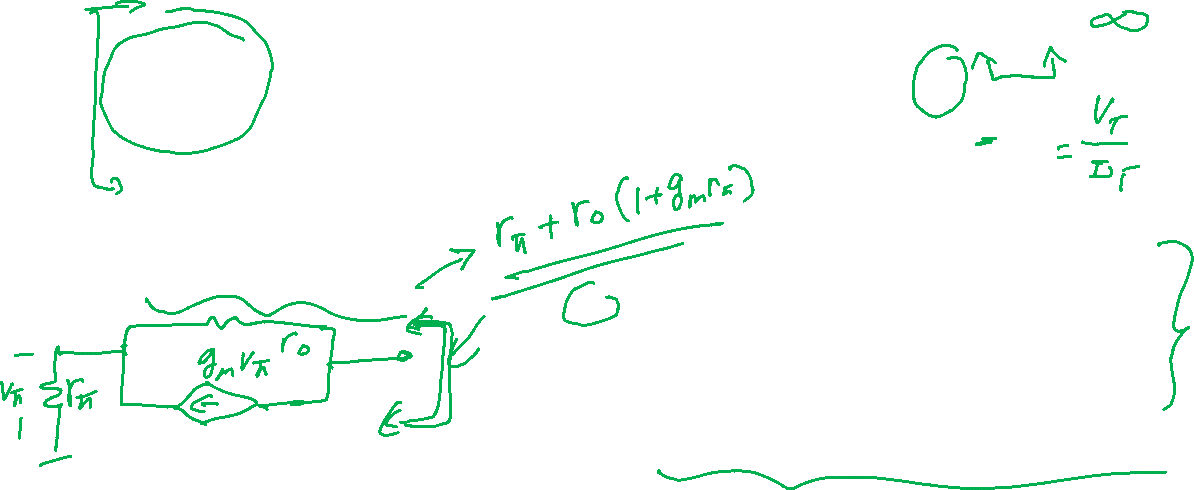 ∞
= V_T / I_T
r_π + r_o (1 + g_m r_π)
r_o
g_m v_π
v_π r_π